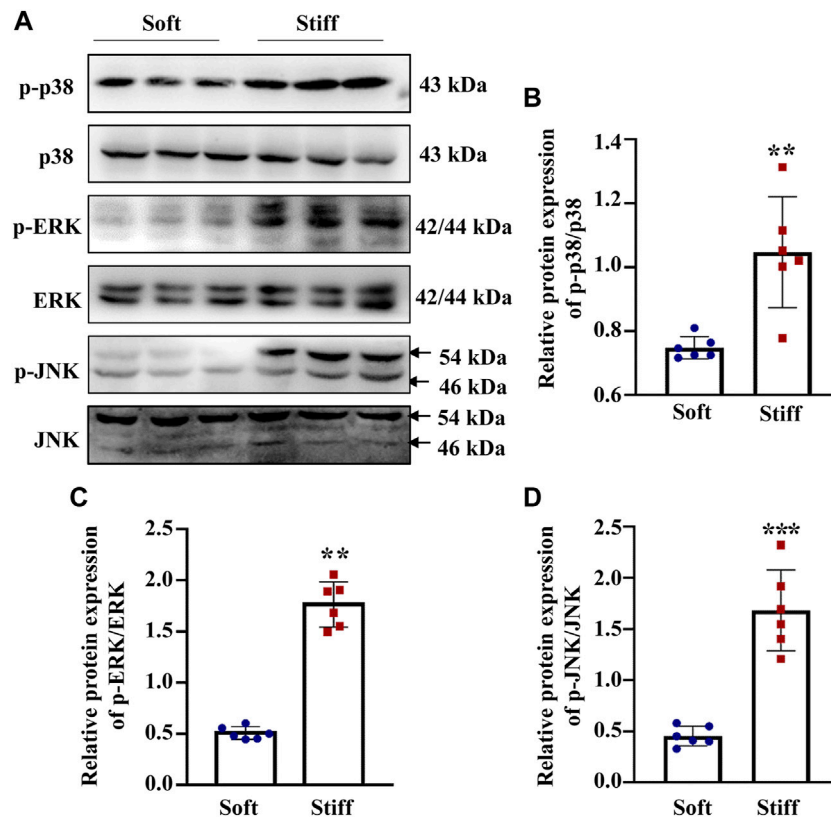 A
Soft Stiff
p-p38 43 kDa
p38 43 kDa
p-ERK 42/44 kDa
ERK 42/44 kDa
p-JNK 54 kDa
46 kDa
JNK 54 kDa
46 kDa
B
Relative protein expression
of p-p38/p38
1.4
1.2
1.0
0.8
0.6
**
Soft Stiff
C
Relative protein expression
of p-ERK/ERK
2.5
2.0
1.5
1.0
0.5
0.0
**
Soft Stiff
D
Relative protein expression
of p-JNK/JNK
2.5
2.0
1.5
1.0
0.5
0.0
***
Soft Stiff